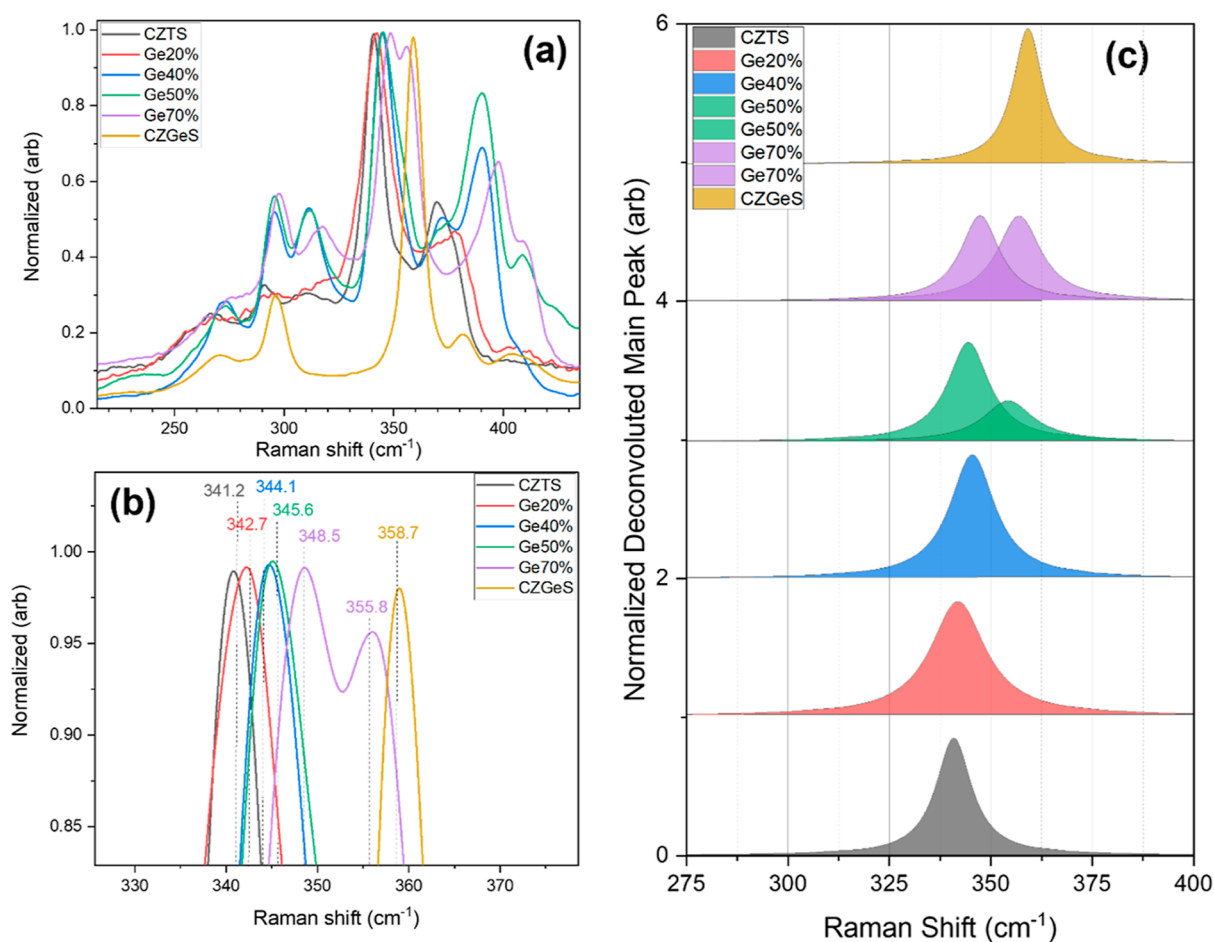 (a)
CZTS
Ge20%
Ge40%
Ge50%
Ge70%
CZGeS
1.0
0.8
0.6
0.4
0.2
0.0
Normalized (arb)
250 300 350 400
Raman shift (cm⁻¹)
(b)
341.2
344.1
342.7
345.6
348.5
358.7
355.8
CZTS
Ge20%
Ge40%
Ge50%
Ge70%
CZGeS
1.00
0.95
0.90
0.85
Normalized (arb)
330 340 350 360 370
Raman shift (cm⁻¹)
(c)
CZTS
Ge20%
Ge40%
Ge50%
Ge50%
Ge70%
Ge70%
CZGeS
6
4
2
0
Normalized Deconvoluted Main Peak (arb)
275 300 325 350 375 400
Raman Shift (cm⁻¹)